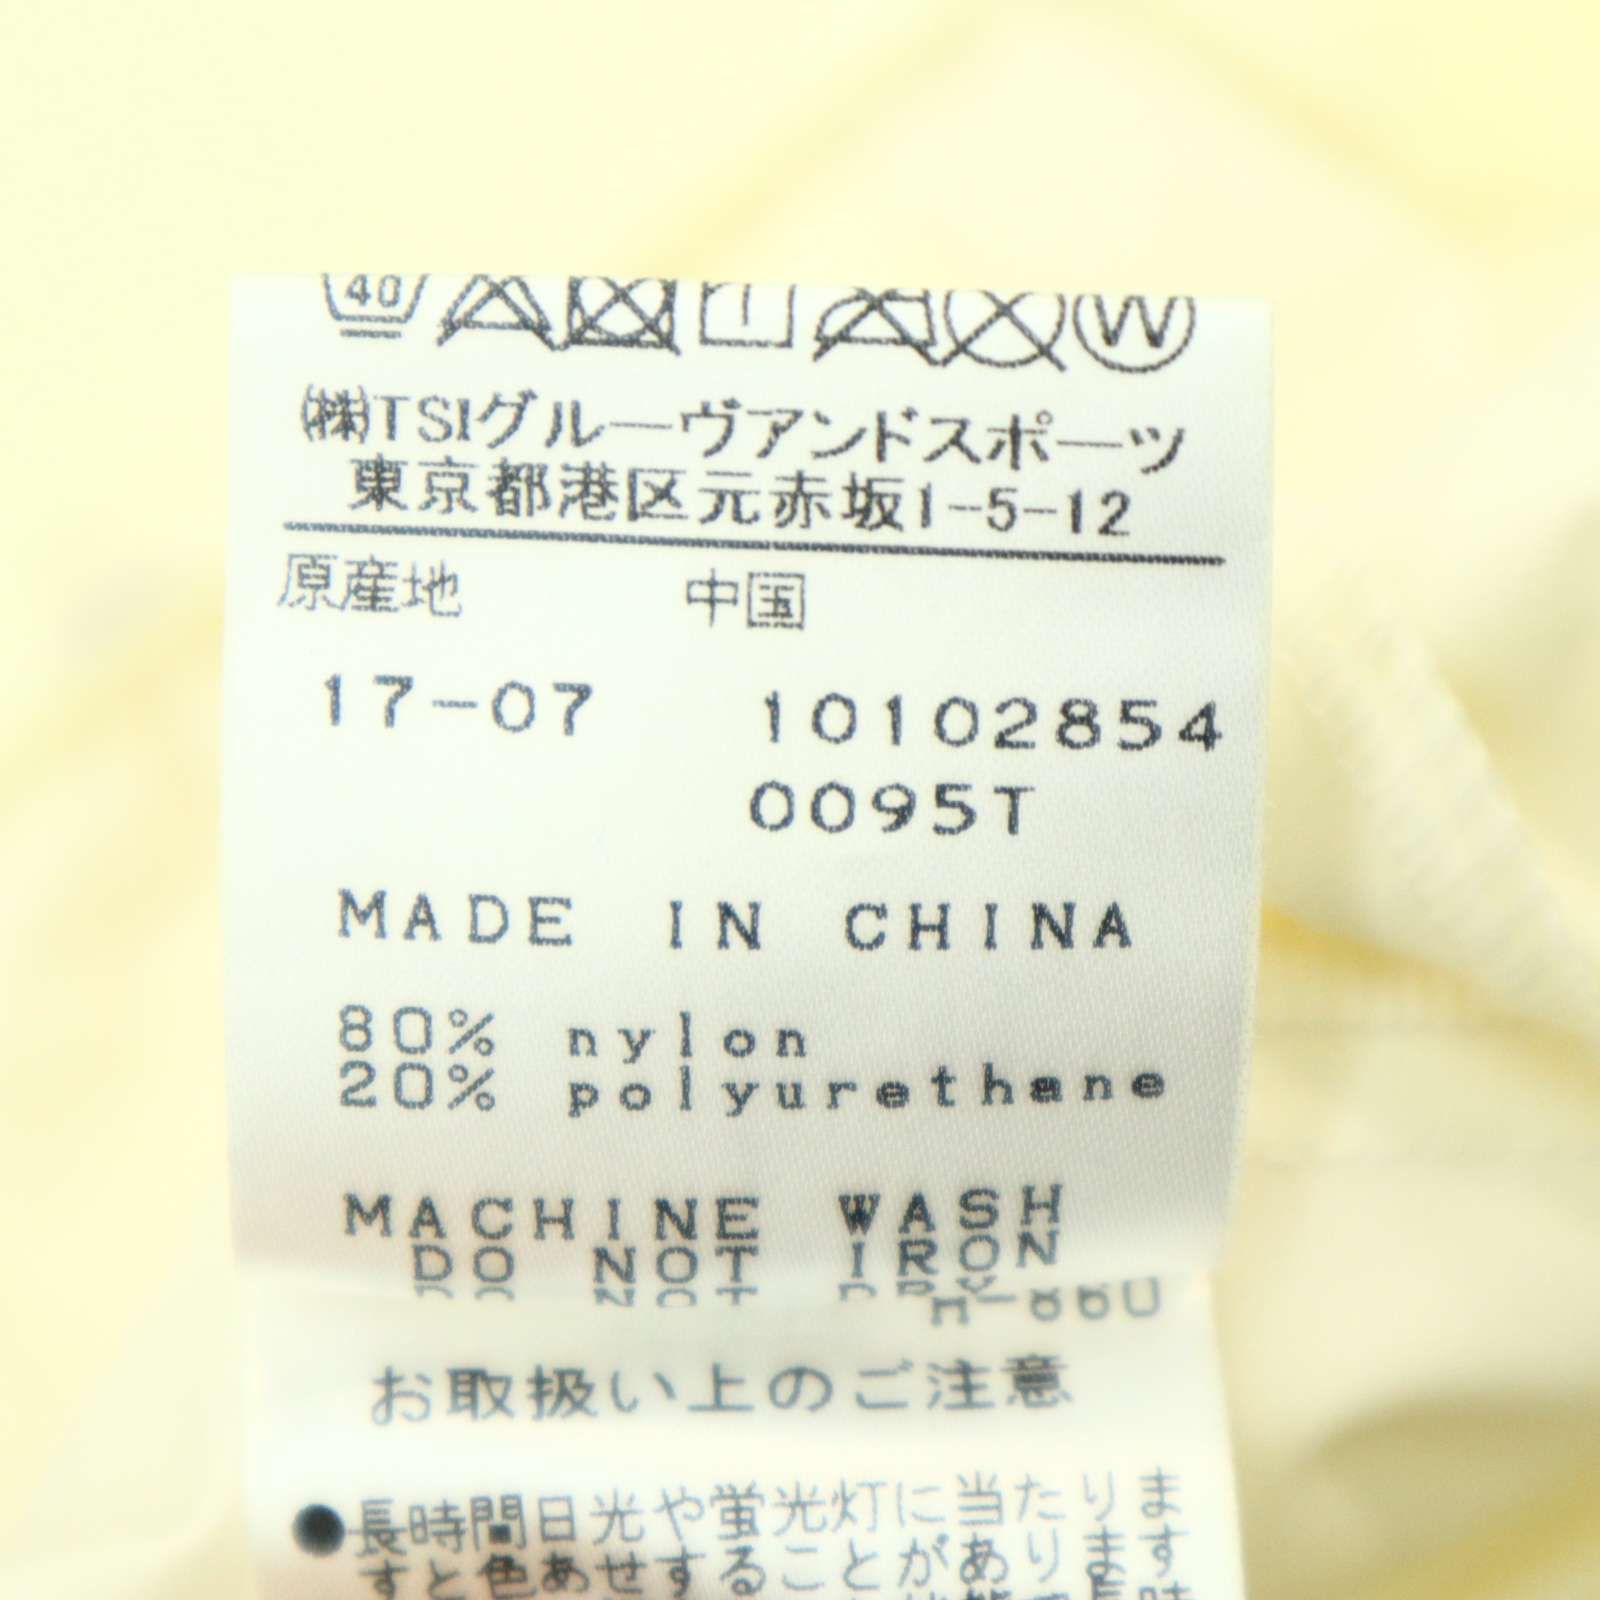 40 W
㈱TSIグルーヴアンドスポーツ
東京都港区元赤坂1-5-12
原産地 中国
17-07 10102854
0095T
MADE IN CHINA
80% nylon
20% polyurethane
MACHINE WASH
DO NOT IRON
DO NOT DRY
H-860
お取扱い上のご注意
●長時間日光や蛍光灯に当たりま
すと色あせすることがあります